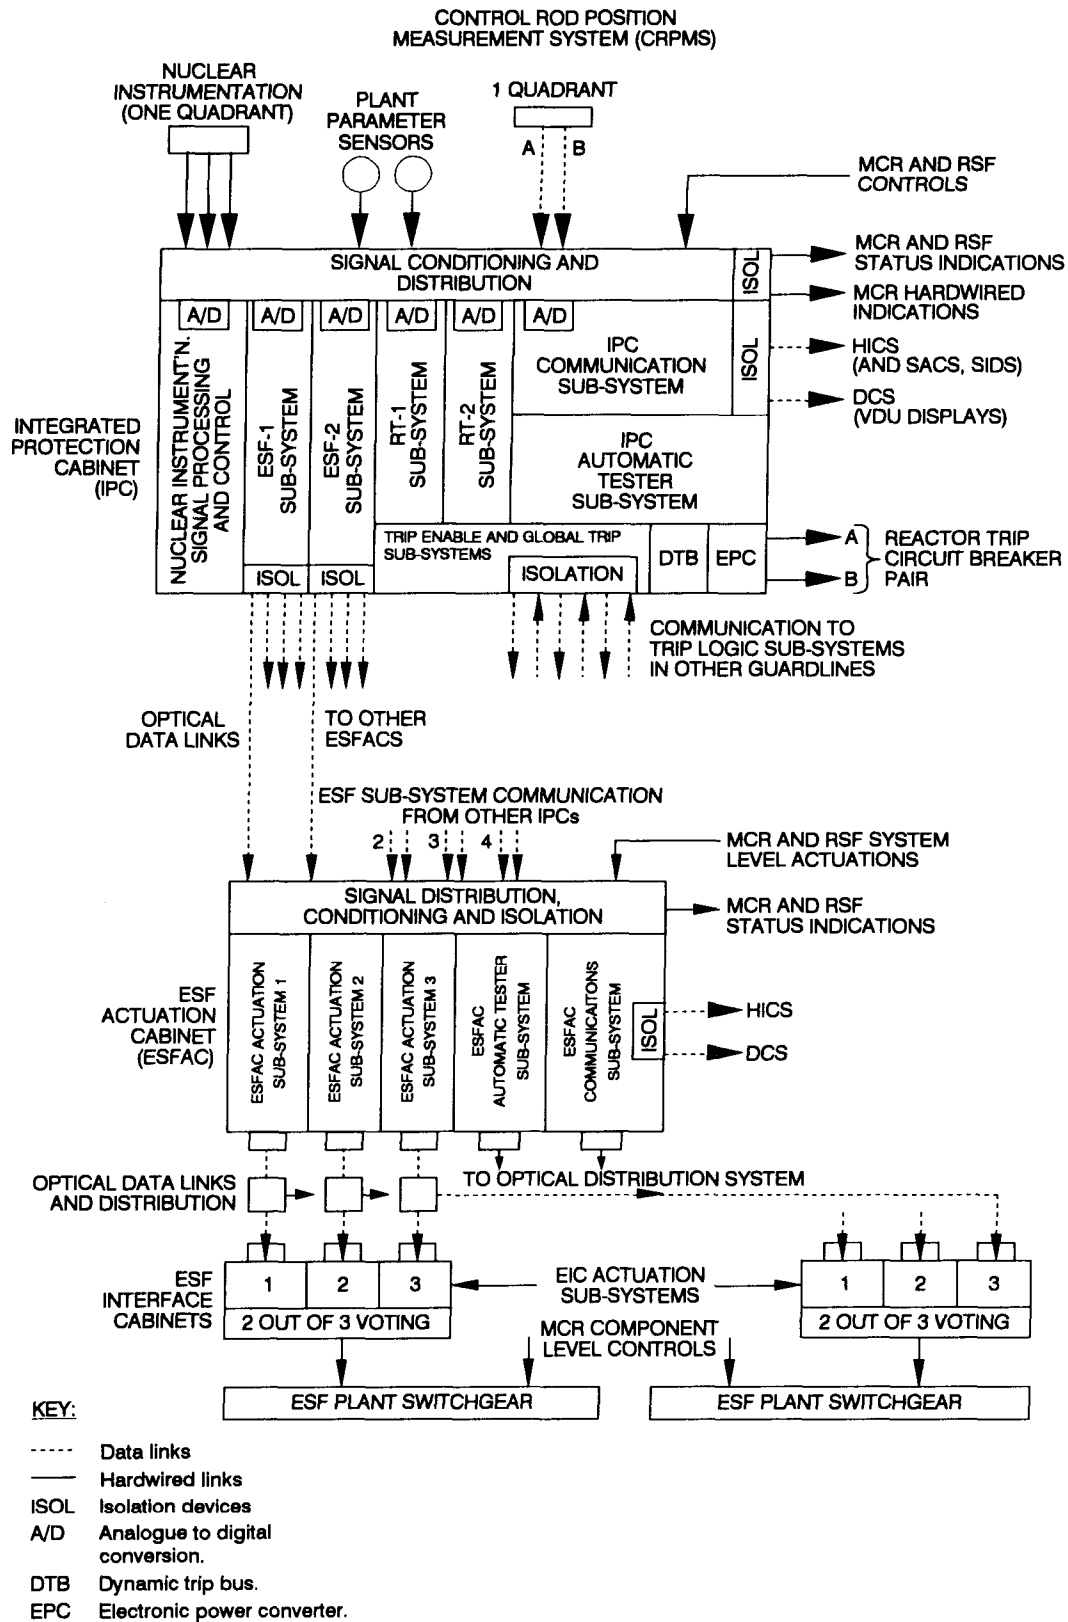 CONTROL ROD POSITION
MEASUREMENT SYSTEM (CRPMS)
NUCLEAR
INSTRUMENTATION
(ONE QUADRANT)
PLANT
PARAMETER
SENSORS
1 QUADRANT
A
B
MCR AND RSF
CONTROLS
SIGNAL CONDITIONING AND
DISTRIBUTION
ISOL
MCR AND RSF
STATUS INDICATIONS
MCR HARDWIRED
INDICATIONS
A/D
A/D
A/D
A/D
A/D
A/D
INTEGRATED
PROTECTION
CABINET
(IPC)
NUCLEAR INSTRUMENT'N.
SIGNAL PROCESSING
AND CONTROL
ESF-1
SUB-SYSTEM
ESF-2
SUB-SYSTEM
RT-1
SUB-SYSTEM
RT-2
SUB-SYSTEM
IPC
COMMUNICATION
SUB-SYSTEM
ISOL
HICS
(AND SACS, SIDS)
DCS
(VDU DISPLAYS)
IPC
AUTOMATIC
TESTER
SUB-SYSTEM
TRIP ENABLE AND GLOBAL TRIP
SUB-SYSTEMS
ISOLATION
DTB
EPC
A
B
REACTOR TRIP
CIRCUIT BREAKER
PAIR
ISOL
ISOL
COMMUNICATION TO
TRIP LOGIC SUB-SYSTEMS
IN OTHER GUARDLINES
OPTICAL
DATA LINKS
TO OTHER
ESFACS
ESF SUB-SYSTEM COMMUNICATION
FROM OTHER IPCs
2
3
4
MCR AND RSF SYSTEM
LEVEL ACTUATIONS
SIGNAL DISTRIBUTION,
CONDITIONING AND ISOLATION
MCR AND RSF
STATUS INDICATIONS
ESF
ACTUATION
CABINET
(ESFAC)
ESFAC ACTUATION
SUB-SYSTEM 1
ESFAC ACTUATION
SUB-SYSTEM 2
ESFAC ACTUATION
SUB-SYSTEM 3
ESFAC
AUTOMATIC TESTER
SUB-SYSTEM
ESFAC
COMMUNICAITONS
SUB-SYSTEM
ISOL
HICS
DCS
OPTICAL DATA LINKS
AND DISTRIBUTION
TO OPTICAL DISTRIBUTION SYSTEM
ESF
INTERFACE
CABINETS
1
2
3
2 OUT OF 3 VOTING
EIC ACTUATION
SUB-SYSTEMS
1
2
3
2 OUT OF 3 VOTING
MCR COMPONENT
LEVEL CONTROLS
ESF PLANT SWITCHGEAR
ESF PLANT SWITCHGEAR
KEY:
Data links
Hardwired links
ISOL Isolation devices
A/D Analogue to digital
conversion.
DTB Dynamic trip bus.
EPC Electronic power converter.